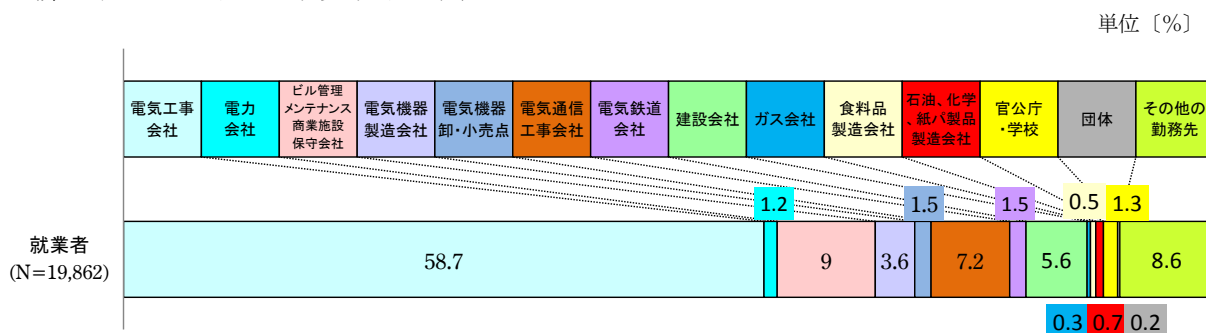 単位〔%〕
電気工事
会社
電力
会社
ビル管理
メンテナンス
商業施設
保守会社
電気機器
製造会社
電気機器
卸・小売点
電気通信
工事会社
電気鉄道
会社
建設会社
ガス会社
食料品
製造会社
石油、化学
、紙パ製品
製造会社
官公庁
・学校
団体
その他の
勤務先
1.2
1.5
1.5
0.5
1.3
就業者
(N=19,862)
58.7
9
3.6
7.2
5.6
8.6
0.3
0.7
0.2